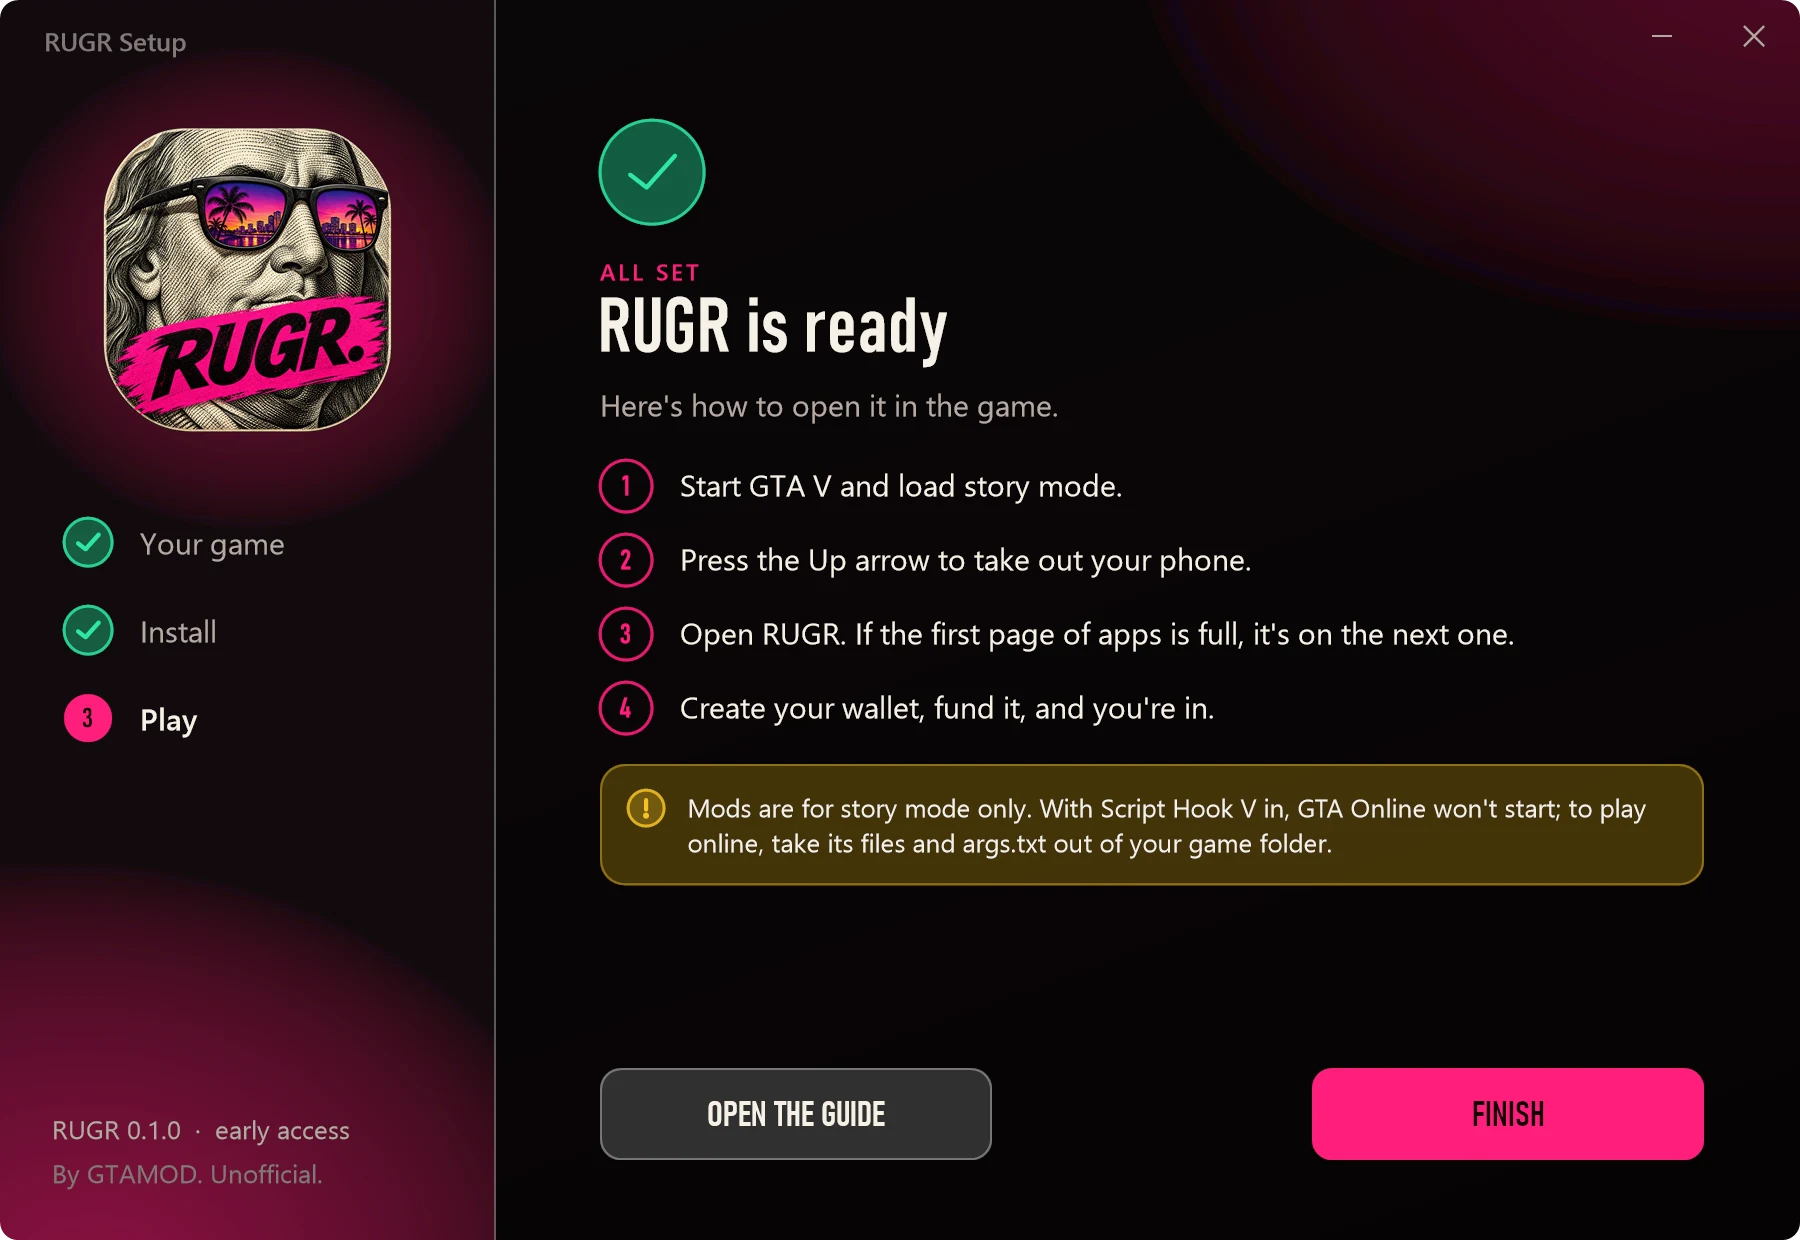 RUGR Setup
RUGR.
Your game
Install
3 Play
RUGR 0.1.0 · early access
By GTAMOD. Unofficial.
ALL SET
RUGR is ready
Here's how to open it in the game.
1 Start GTA V and load story mode.
2 Press the Up arrow to take out your phone.
3 Open RUGR. If the first page of apps is full, it's on the next one.
4 Create your wallet, fund it, and you're in.
Mods are for story mode only. With Script Hook V in, GTA Online won't start; to play
online, take its files and args.txt out of your game folder.
OPEN THE GUIDE
FINISH